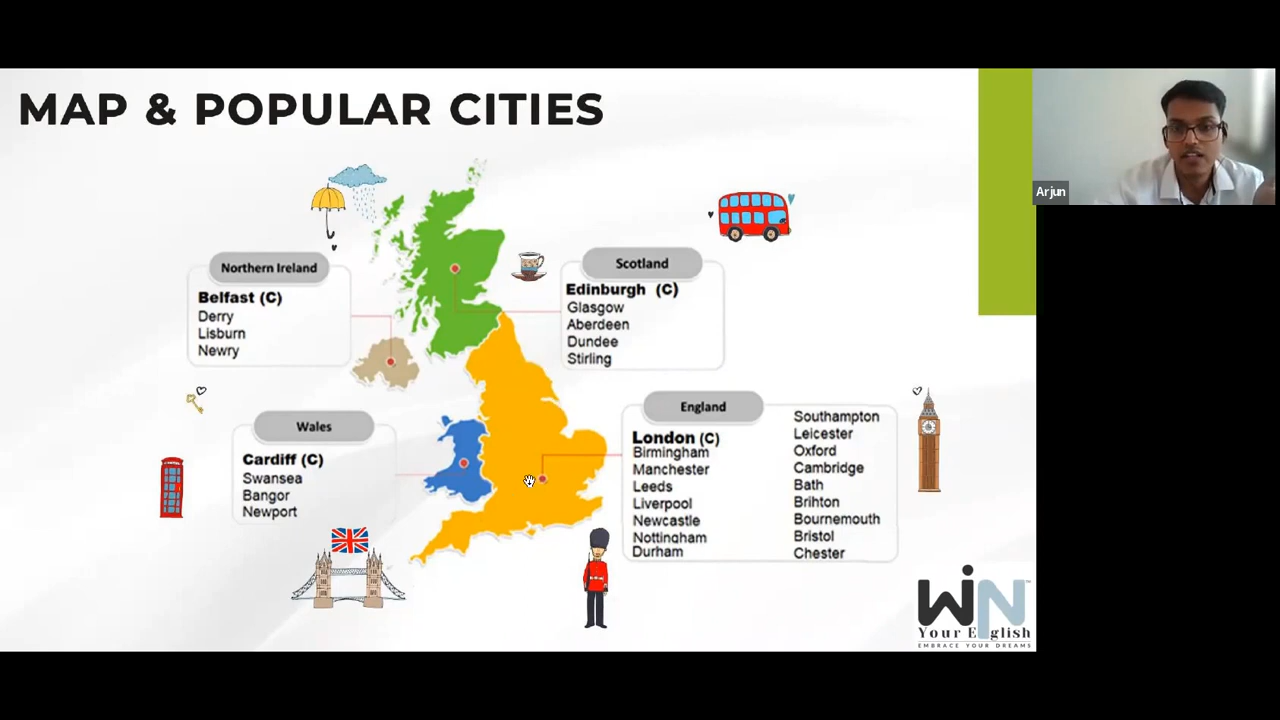 MAP & POPULAR CITIES
Arjun
Northern Ireland
Belfast (C)
Derry
Lisburn
Newry
Scotland
Edinburgh (C)
Glasgow
Aberdeen
Dundee
Stirling
Wales
Cardiff (C)
Swansea
Bangor
Newport
England
London (C)
Birmingham
Manchester
Leeds
Liverpool
Newcastle
Nottingham
Durham
Southampton
Leicester
Oxford
Cambridge
Bath
Brihton
Bournemouth
Bristol
Chester
WiN
Your English
EMBRACE YOUR DREAMS